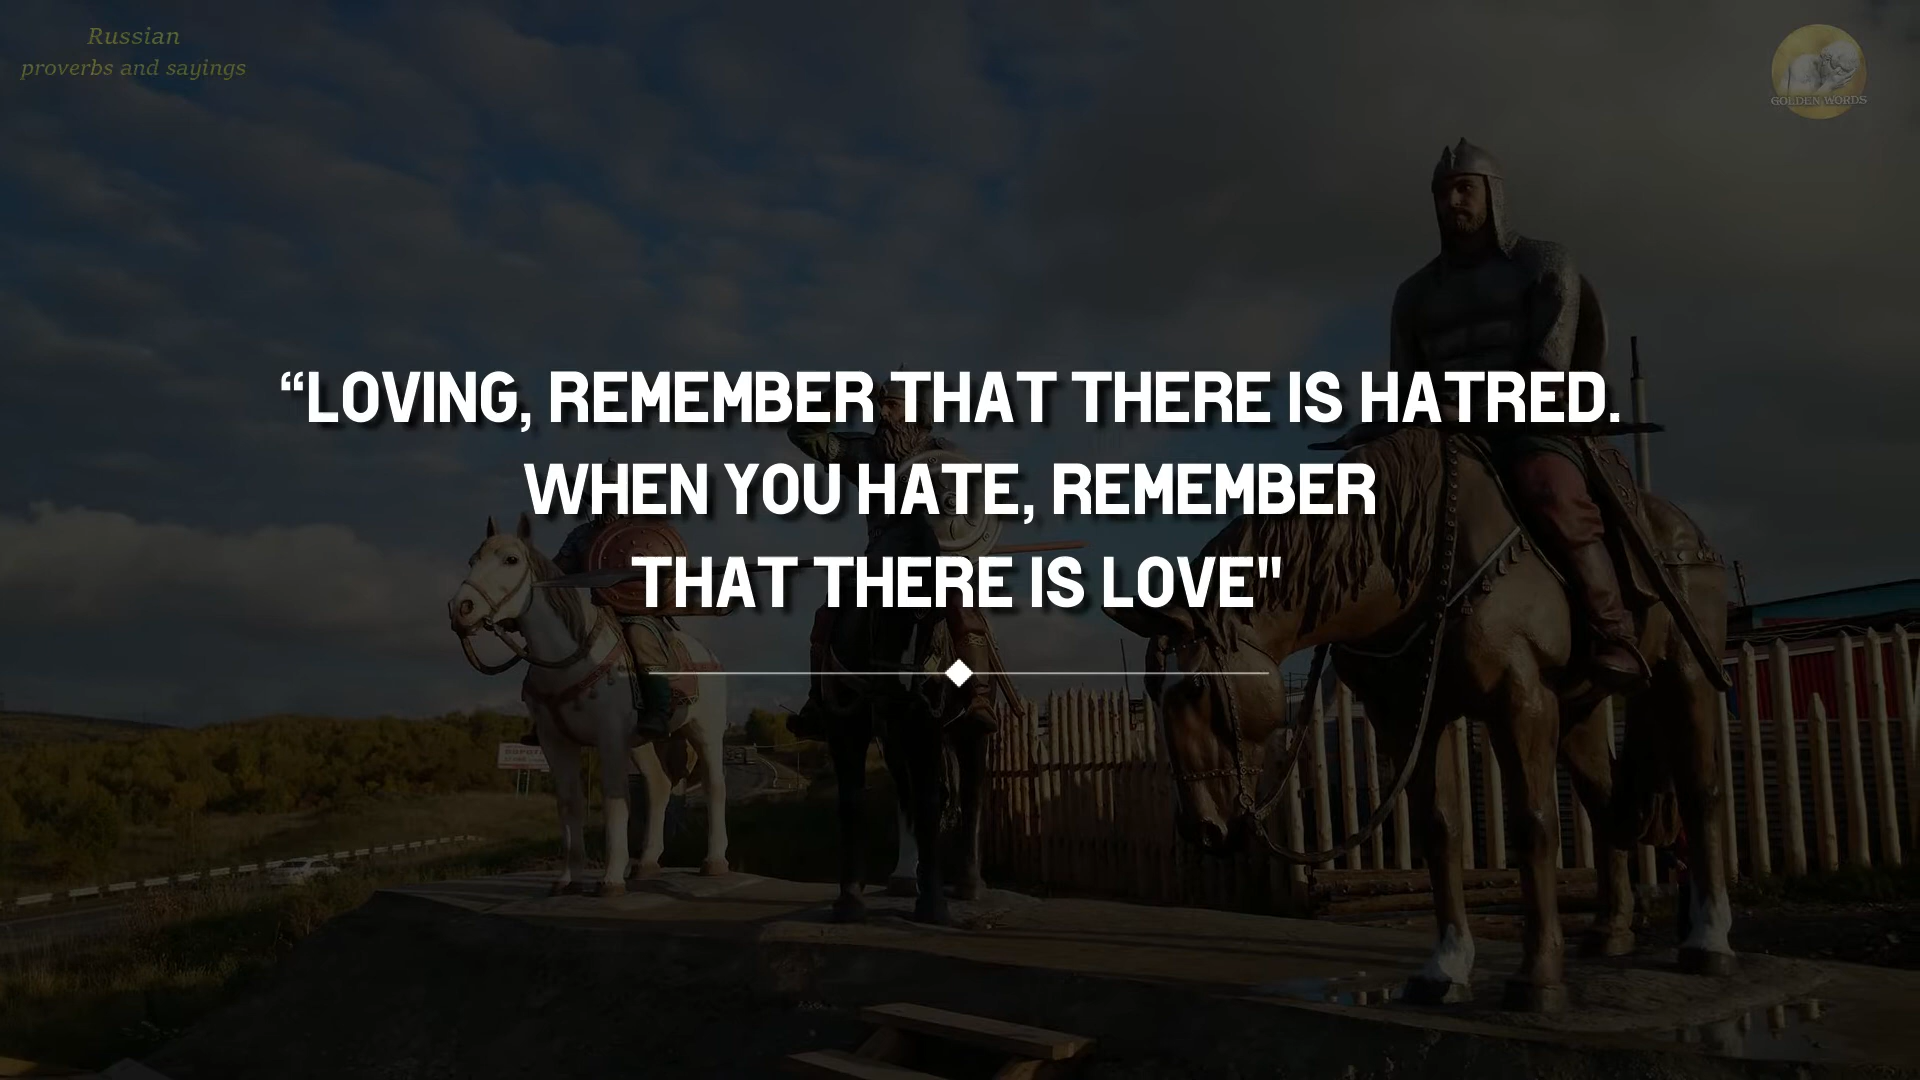 Russian
proverbs and sayings
GOLDEN WORDS
“LOVING, REMEMBER THAT THERE IS HATRED.
WHEN YOU HATE, REMEMBER
THAT THERE IS LOVE"